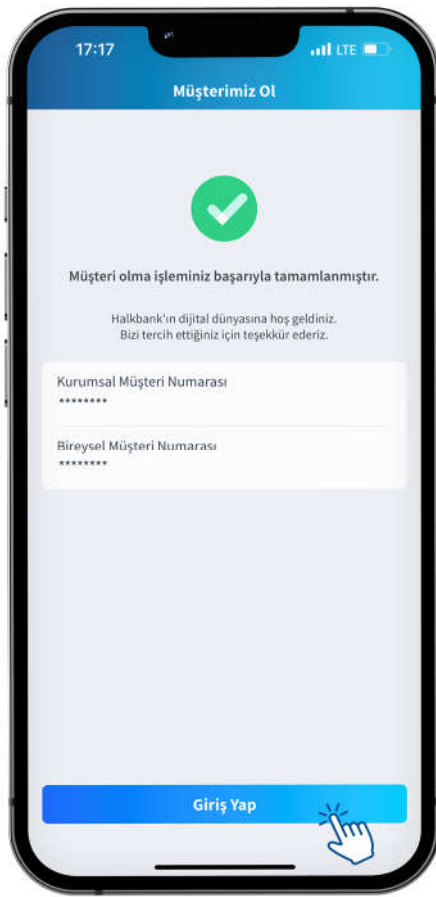 17:17
LTE
Müşterimiz Ol
Müşteri olma işleminiz başarıyla tamamlanmıştır.
Halkbank'ın dijital dünyasına hoş geldiniz.
Bizi tercih ettiğiniz için teşekkür ederiz.
Kurumsal Müşteri Numarası
********
Bireysel Müşteri Numarası
********
Giriş Yap